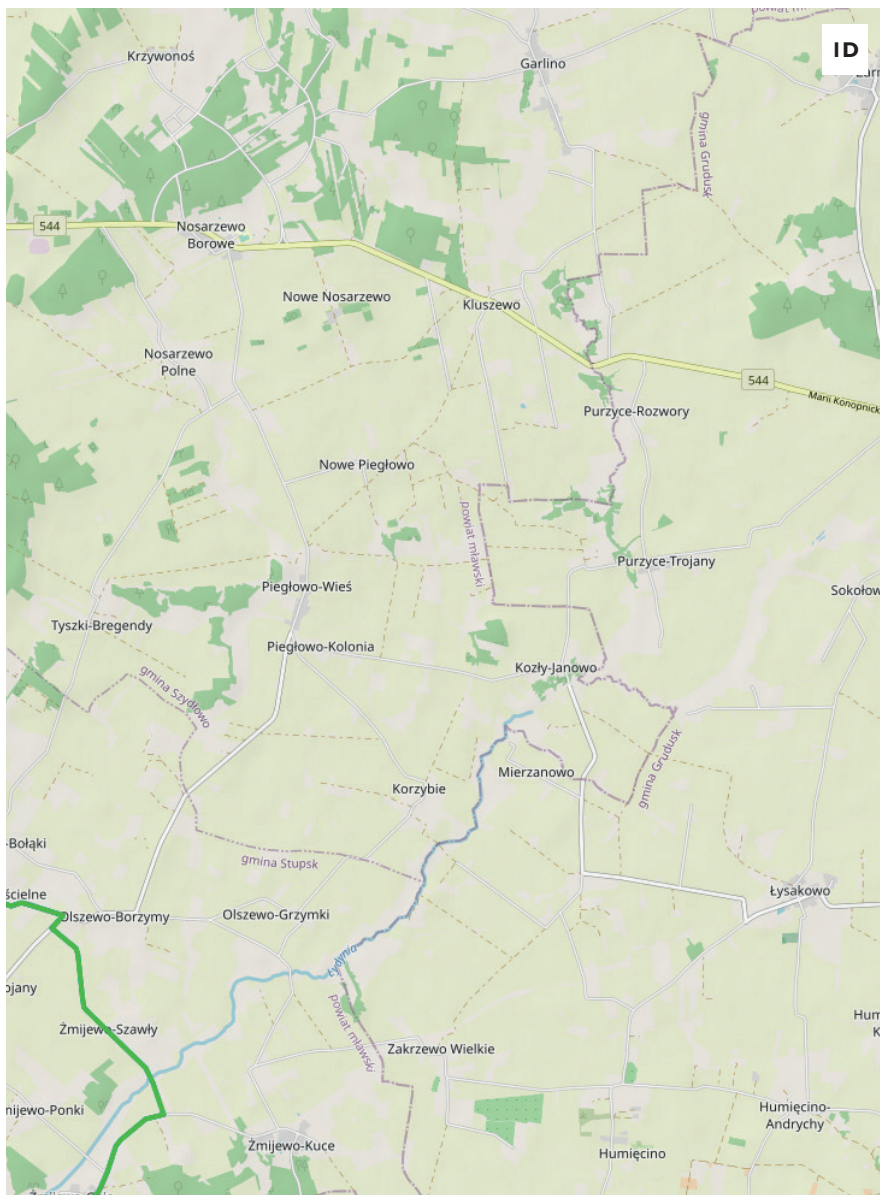 Krzywonoś
Garlino
ID
gmina Grudusk
544
Nosarzewo
Borowe
Nowe Nosarzewo
Kluszewo
Nosarzewo
Polne
544
Marii Konopnick
Purzyce-Rozwory
Nowe Piegłowo
powiat mławski
Purzyce-Trojany
Piegłowo-Wieś
Sokołow
Tyszki-Bregendy
Piegłowo-Kolonia
Kozły-Janowo
gmina Szydłowo
gmina Grudusk
Mierzanowo
Korzybie
-Bołąki
gmina Stupsk
Łysakowo
ścielne
Olszewo-Borzymy
Olszewo-Grzymki
Łydynia
ojany
powiat mławski
Żmijewo-Szawły
Hum
K
Zakrzewo Wielkie
mijewo-Ponki
Humięcino-
Andrychy
Żmijewo-Kuce
Humięcino